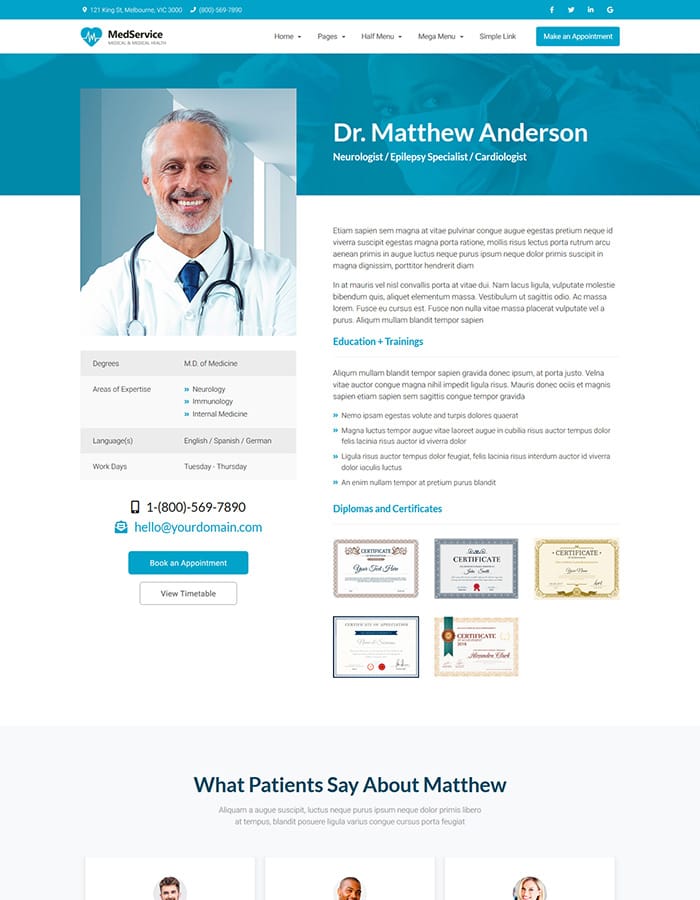 121 King St, Melbourne, VIC 3000 (800)-569-7890
MedService
MEDICAL & MEDICAL HEALTH
Home Pages Half Menu Mega Menu Simple Link Make an Appointment
Dr. Matthew Anderson
Neurologist / Epilepsy Specialist / Cardiologist
Degrees M.D. of Medicine
Areas of Expertise Neurology
Immunology
Internal Medicine
Language(s) English / Spanish / German
Work Days Tuesday - Thursday
1-(800)-569-7890
hello@yourdomain.com
Book an Appointment
View Timetable
Etiam sapien sem magna at vitae pulvinar congue augue egestas pretium neque id
viverra suscipit egestas magna porta ratione, mollis risus lectus porta rutrum arcu
aenean primis in augue luctus neque purus ipsum neque dolor primis suscipit in
magna dignissim, porttitor hendrerit diam
In at mauris vel nisl convallis porta at vitae dui. Nam lacus ligula, vulputate molestie
bibendum quis, aliquet elementum massa. Vestibulum ut sagittis odio. Ac massa
lorem. Fusce eu cursus est. Fusce non nulla vitae massa placerat vulputate vel a
purus. Aliqum mullam blandit tempor sapien
Education + Trainings
Aliqum mullam blandit tempor sapien gravida donec ipsum, at porta justo. Velna
vitae auctor congue magna nihil impedit ligula risus. Mauris donec ociis et magnis
sapien etiam sapien sem sagittis congue tempor gravida
Nemo ipsam egestas volute and turpis dolores quaerat
Magna luctus tempor augue vitae laoreet augue in cubilia risus auctor tempus dolor
felis lacinia risus auctor id viverra dolor
Ligula risus auctor tempus dolor feugiat, felis lacinia risus interdum auctor id viverra
dolor iaculis luctus
An enim nullam tempor at pretium purus blandit
Diplomas and Certificates
CERTIFICATE
Your Text Here
CERTIFICATE
John Smith
CERTIFICATE
Your Name
CERTIFICATE OF APPRECIATION
Name of Surname
CERTIFICATE
2018
Alexandra Clark
What Patients Say About Matthew
Aliquam a augue suscipit, luctus neque purus ipsum neque dolor primis libero
at tempus, blandit posuere ligula varius congue cursus porta feugiat